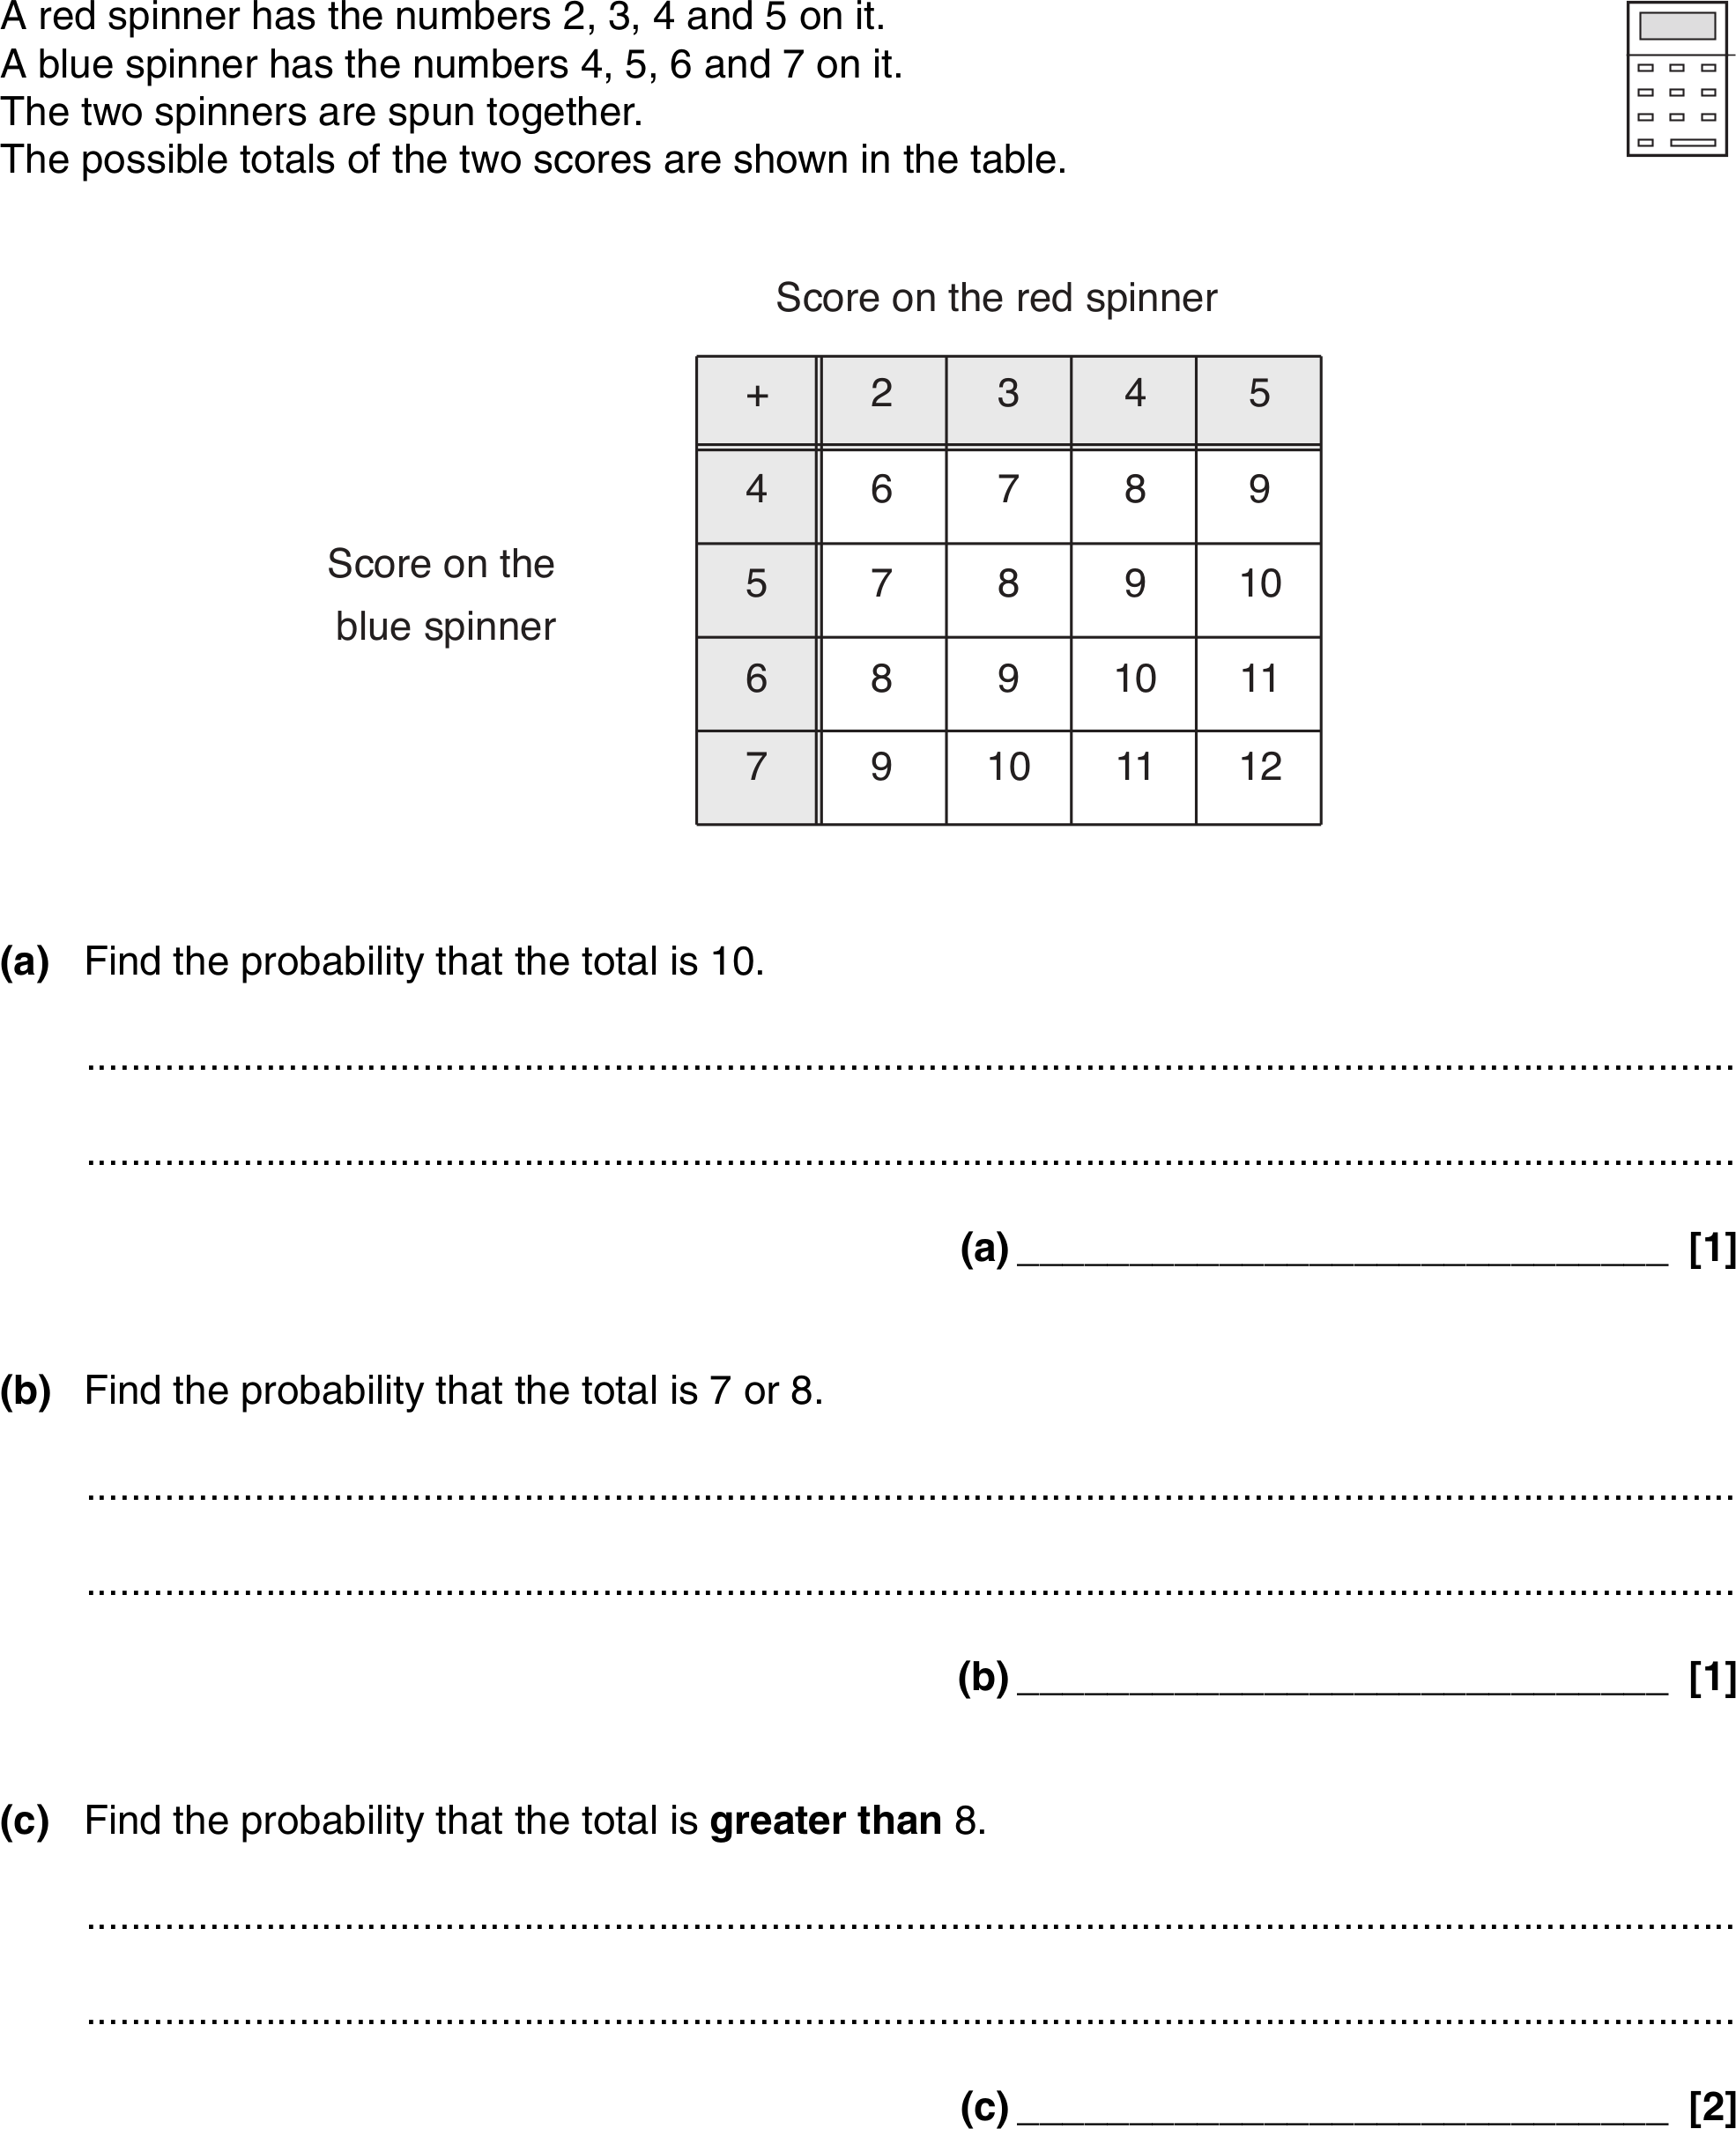 A red spinner has the numbers 2, 3, 4 and 5 on it.
A blue spinner has the numbers 4, 5, 6 and 7 on it.
The two spinners are spun together.
The possible totals of the two scores are shown in the table.
Score on the red spinner
+ 2 3 4 5
4 6 7 8 9
Score on the
blue spinner
5 7 8 9 10
6 8 9 10 11
7 9 10 11 12
(a) Find the probability that the total is 10.
(a) [1]
(b) Find the probability that the total is 7 or 8.
(b) [1]
(c) Find the probability that the total is greater than 8.
(c) [2]